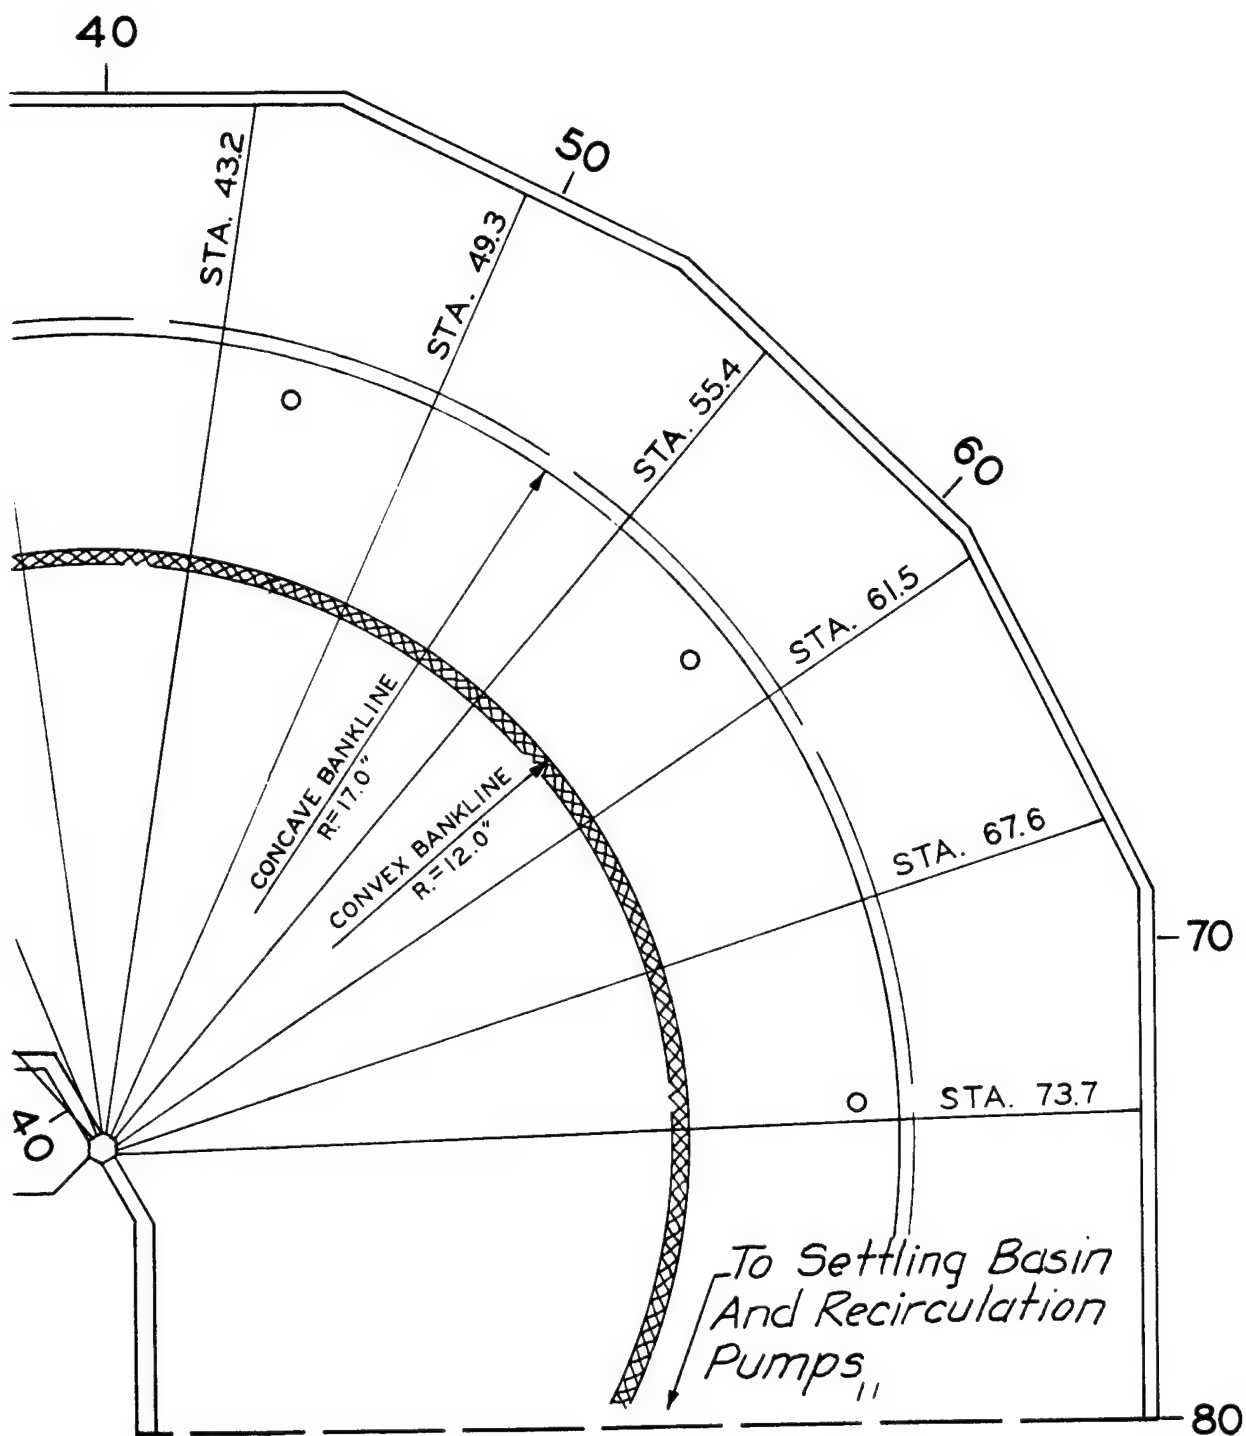 40
50
STA. 43.2
STA. 49.3
STA. 55.4
60
STA. 61.5
CONCAVE BANKLINE
R.=17.0"
CONVEX BANKLINE
R.=12.0"
STA. 67.6
70
STA. 73.7
40
To Settling Basin
And Recirculation
Pumps
80